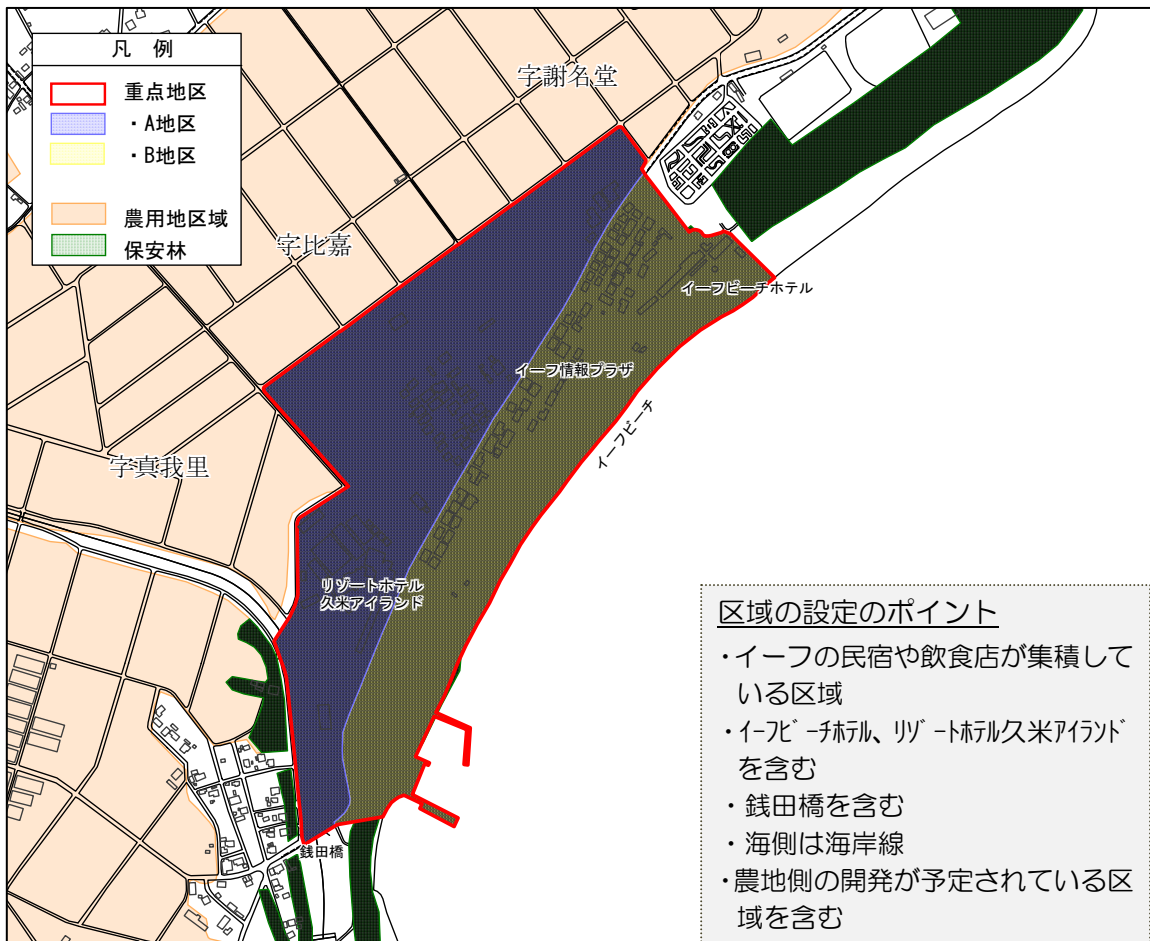 凡 例
重点地区
・A地区
・B地区
農用地区域
保安林
字謝名堂
字比嘉
イーフビーチホテル
イーフ情報プラザ
イーフビーチ
字真我里
リゾートホテル
久米アイランド
銭田橋
区域の設定のポイント
・イーフの民宿や飲食店が集積して
いる区域
・ｲｰﾌﾋﾞｰﾁﾎﾃﾙ、ﾘｿﾞｰﾄﾎﾃﾙ久米ｱｲﾗﾝﾄﾞ
を含む
・銭田橋を含む
・海側は海岸線
・農地側の開発が予定されている区
域を含む